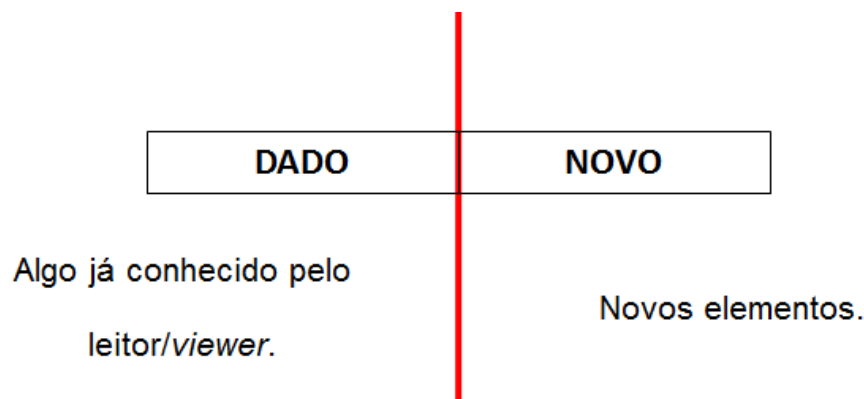 DADO
NOVO
Algo já conhecido pelo
leitor/viewer.
Novos elementos.